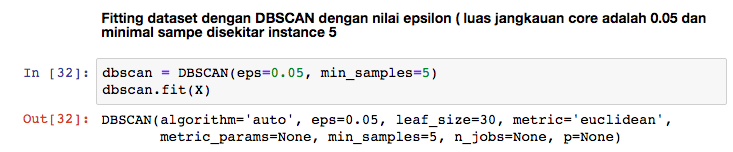 Fitting dataset dengan DBSCAN dengan nilai epsilon ( luas jangkauan core adalah 0.05 dan
minimal sampe disekitar instance 5
In [32]: dbscan = DBSCAN(eps=0.05, min_samples=5)
dbscan.fit(X)
Out[32]: DBSCAN(algorithm='auto', eps=0.05, leaf_size=30, metric='euclidean',
metric_params=None, min_samples=5, n_jobs=None, p=None)